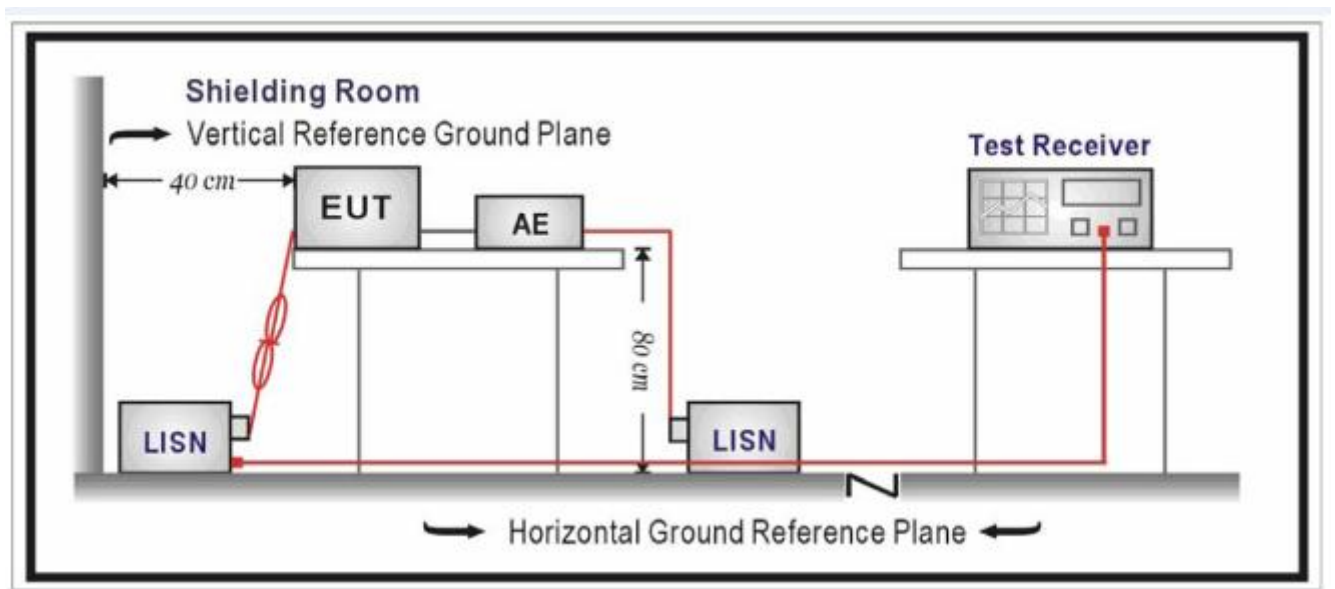 Shielding Room
Vertical Reference Ground Plane
Test Receiver
40 cm
EUT
AE
80 cm
LISN
LISN
Horizontal Ground Reference Plane